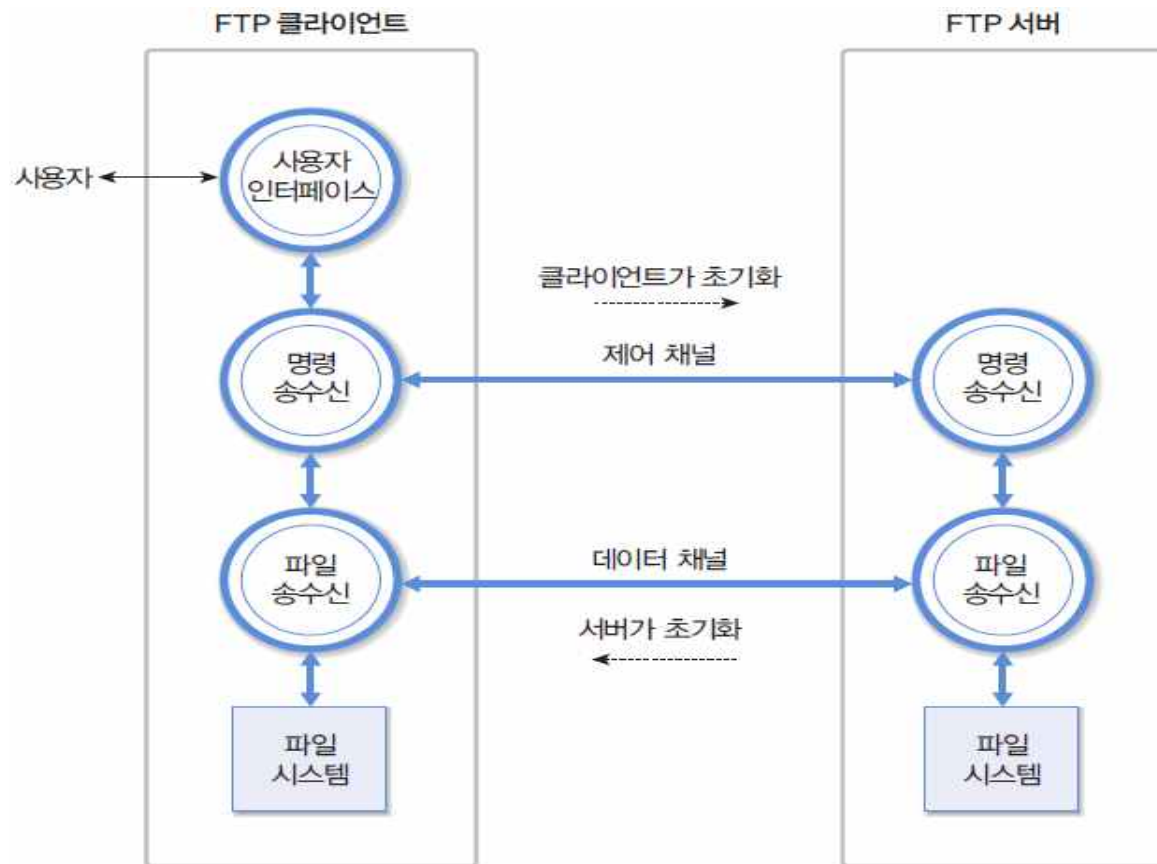 FTP 클라이언트
FTP 서버
사용자
사용자
인터페이스
클라이언트가 초기화
제어 채널
명령
송수신
명령
송수신
데이터 채널
파일
송수신
파일
송수신
서버가 초기화
파일
시스템
파일
시스템